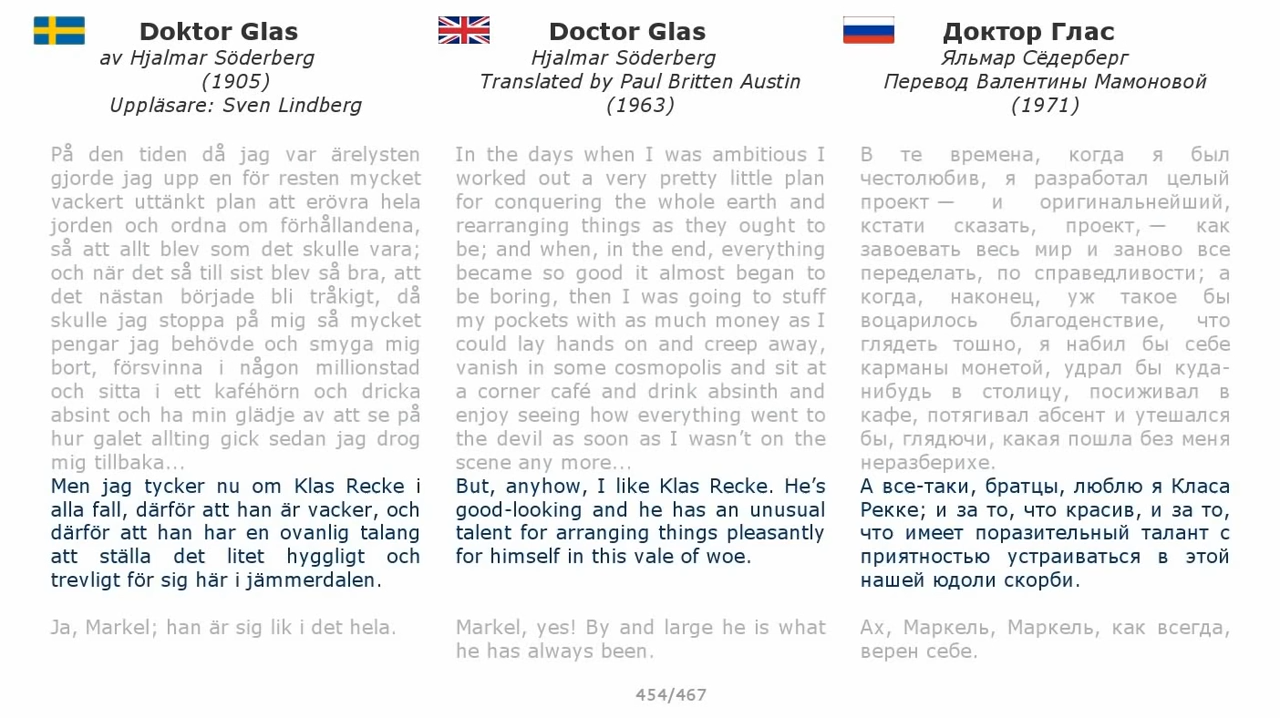 Doktor Glas
av Hjalmar Söderberg
(1905)
Uppläsare: Sven Lindberg
På den tiden då jag var ärelysten
gjorde jag upp en för resten mycket
vackert uttänkt plan att erövra hela
jorden och ordna om förhållandena,
så att allt blev som det skulle vara;
och när det så till sist blev så bra, att
det nästan började bli tråkigt, då
skulle jag stoppa på mig så mycket
pengar jag behövde och smyga mig
bort, försvinna i någon millionstad
och sitta i ett kaféhörn och dricka
absint och ha min glädje av att se på
hur galet allting gick sedan jag drog
mig tillbaka...
Men jag tycker nu om Klas Recke i
alla fall, därför att han är vacker, och
därför att han har en ovanlig talang
att ställa det litet hyggligt och
trevligt för sig här i jämmerdalen.
Ja, Markel; han är sig lik i det hela.
Doctor Glas
Hjalmar Söderberg
Translated by Paul Britten Austin
(1963)
In the days when I was ambitious I
worked out a very pretty little plan
for conquering the whole earth and
rearranging things as they ought to
be; and when, in the end, everything
became so good it almost began to
be boring, then I was going to stuff
my pockets with as much money as I
could lay hands on and creep away,
vanish in some cosmopolis and sit at
a corner café and drink absinth and
enjoy seeing how everything went to
the devil as soon as I wasn’t on the
scene any more...
But, anyhow, I like Klas Recke. He’s
good-looking and he has an unusual
talent for arranging things pleasantly
for himself in this vale of woe.
Markel, yes! By and large he is what
he has always been.
Доктор Глас
Яльмар Сёдерберг
Перевод Валентины Мамоновой
(1971)
В те времена, когда я был
честолюбив, я разработал целый
проект — и оригинальнейший,
кстати сказать, проект, — как
завоевать весь мир и заново все
переделать, по справедливости; а
когда, наконец, уж такое бы
воцарилось благоденствие, что
глядеть тошно, я набил бы себе
карманы монетой, удрал бы куда-
нибудь в столицу, посиживал в
кафе, потягивал абсент и утешался
бы, глядючи, какая пошла без меня
неразберихе.
А все-таки, братцы, люблю я Класа
Рекке; и за то, что красив, и за то,
что имеет поразительный талант с
приятностью устраиваться в этой
нашей юдоли скорби.
Ах, Маркель, Маркель, как всегда,
верен себе.
454/467